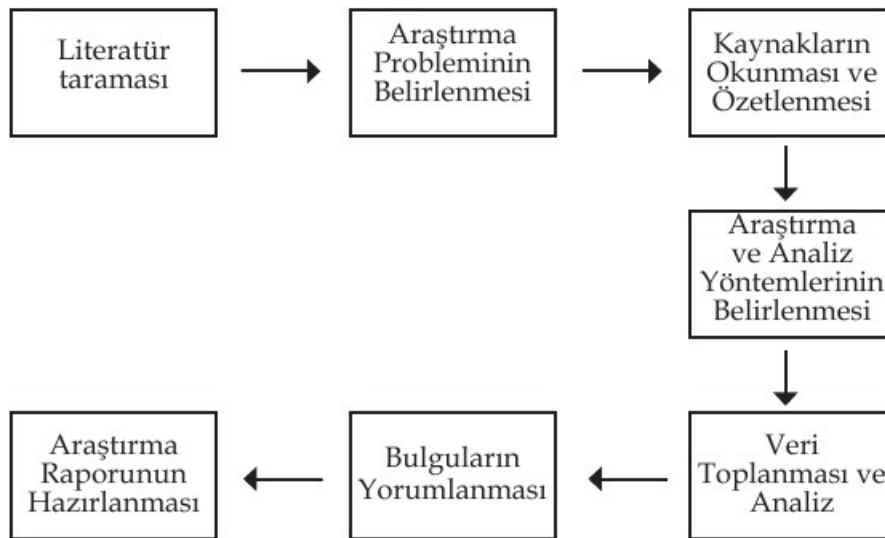 Literatür
taraması
Araştırma
Probleminin
Belirlenmesi
Kaynakların
Okunması ve
Özetlenmesi
Araştırma
ve Analiz
Yöntemlerinin
Belirlenmesi
Veri
Toplanması ve
Analiz
Bulguların
Yorumlanması
Araştırma
Raporunun
Hazırlanması